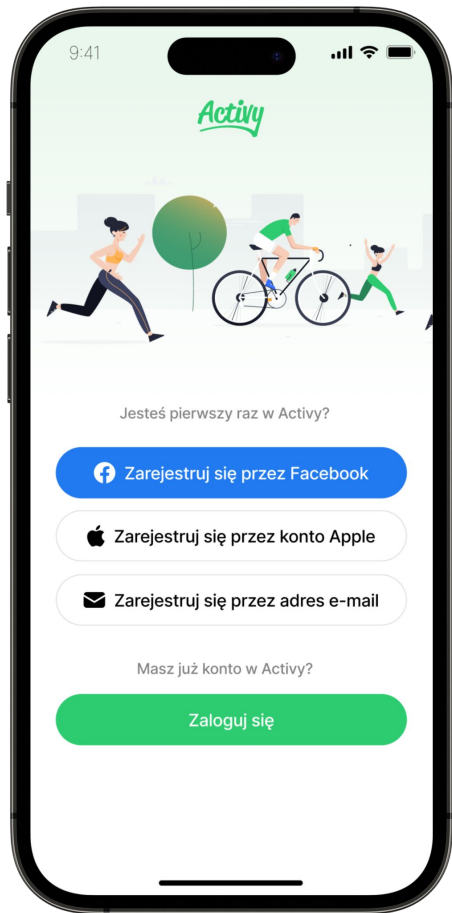 9:41
Activy
Jesteś pierwszy raz w Activy?
Zarejestruj się przez Facebook
Zarejestruj się przez konto Apple
Zarejestruj się przez adres e-mail
Masz już konto w Activy?
Zaloguj się